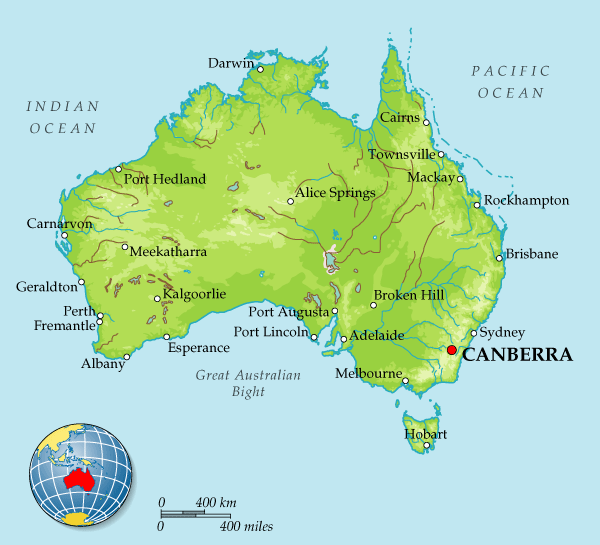 Darwin
PACIFIC
OCEAN
INDIAN
OCEAN
Cairns
Townsville
Port Hedland
Mackay
Alice Springs
Rockhampton
Carnarvon
Meekatharra
Brisbane
Geraldton
Kalgoorlie
Broken Hill
Perth
Port Augusta
Fremantle
Port Lincoln
Adelaide
Sydney
Esperance
CANBERRA
Albany
Great Australian
Bight
Melbourne
Hobart
0 400 km
0 400 miles